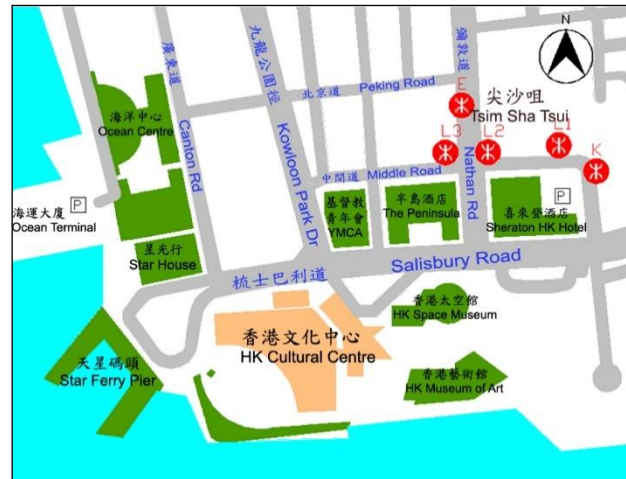 N
廣東道
Canton Rd
九龍公園徑
Kowloon Park Dr
彌敦道
Nathan Rd
北京道 Peking Road
E
尖沙咀
Tsim Sha Tsui
L3
L2
L1
K
海洋中心
Ocean Centre
中間道 Middle Road
P
海運大廈
Ocean Terminal
基督教
青年會
YMCA
半島酒店
The Peninsula
P
喜來登酒店
Sheraton HK Hotel
星光行
Star House
梳士巴利道
Salisbury Road
香港太空館
HK Space Museum
香港文化中心
HK Cultural Centre
天星碼頭
Star Ferry Pier
香港藝術館
HK Museum of Art